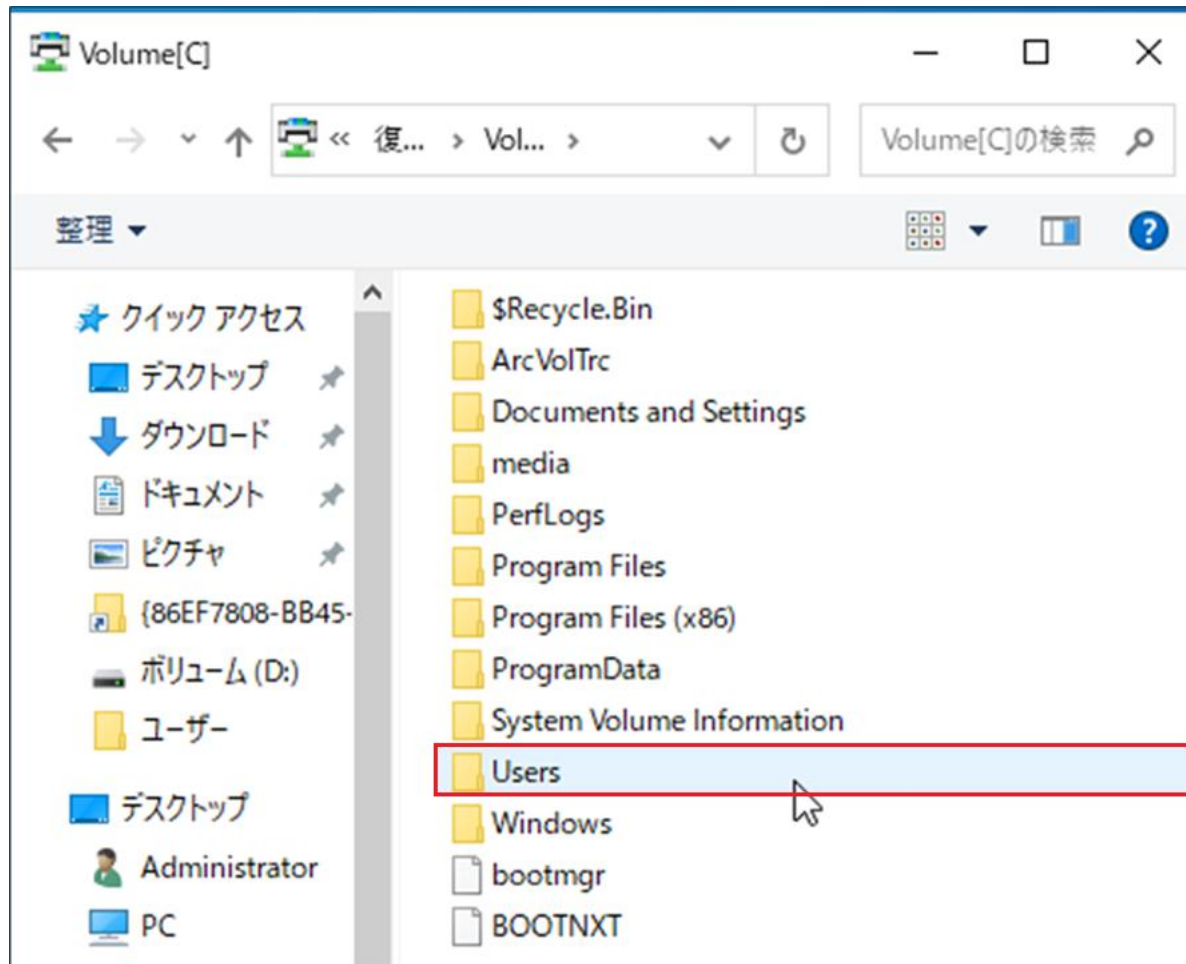 Volume[C]
« 復... › Vol... ›
Volume[C]の検索
整理
クイック アクセス
デスクトップ
ダウンロード
ドキュメント
ピクチャ
{86EF7808-BB45-
ボリューム (D:)
ユーザー
デスクトップ
Administrator
PC
$Recycle.Bin
ArcVolTrc
Documents and Settings
media
PerfLogs
Program Files
Program Files (x86)
ProgramData
System Volume Information
Users
Windows
bootmgr
BOOTNXT